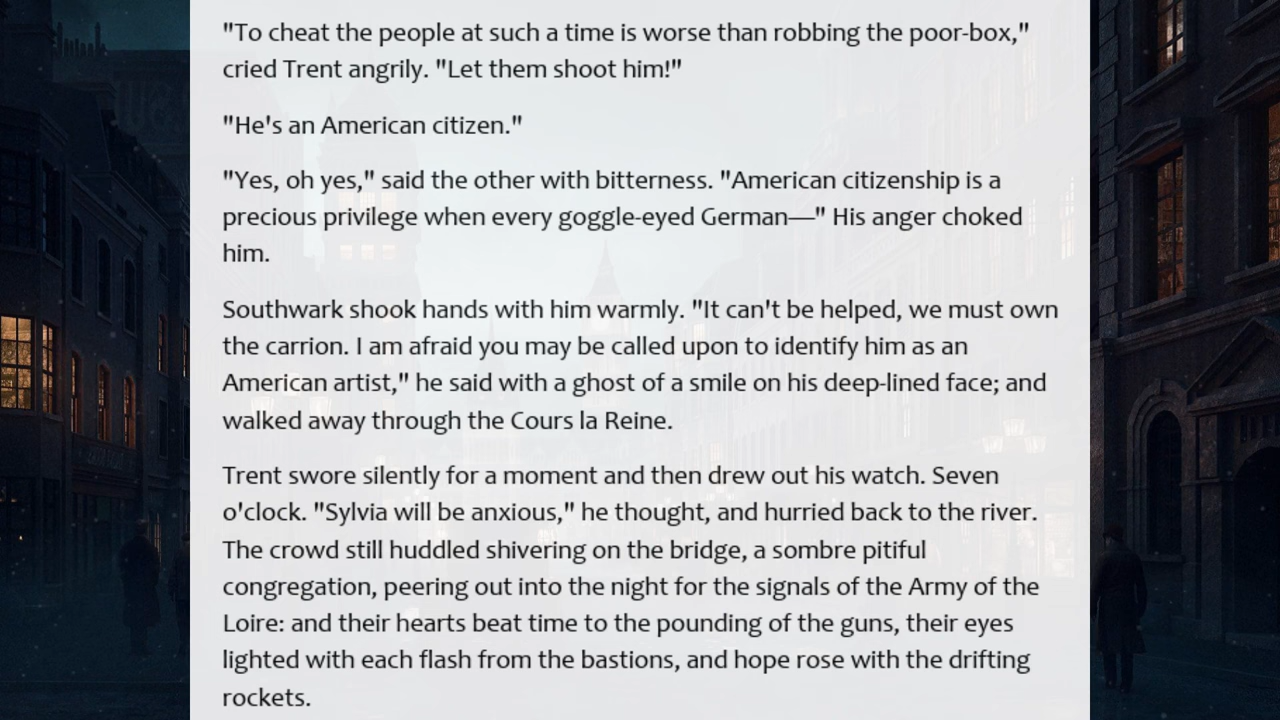 "To cheat the people at such a time is worse than robbing the poor-box,"
cried Trent angrily. "Let them shoot him!"
"He's an American citizen."
"Yes, oh yes," said the other with bitterness. "American citizenship is a
precious privilege when every goggle-eyed German—" His anger choked
him.
Southwark shook hands with him warmly. "It can't be helped, we must own
the carrion. I am afraid you may be called upon to identify him as an
American artist," he said with a ghost of a smile on his deep-lined face; and
walked away through the Cours la Reine.
Trent swore silently for a moment and then drew out his watch. Seven
o'clock. "Sylvia will be anxious," he thought, and hurried back to the river.
The crowd still huddled shivering on the bridge, a sombre pitiful
congregation, peering out into the night for the signals of the Army of the
Loire: and their hearts beat time to the pounding of the guns, their eyes
lighted with each flash from the bastions, and hope rose with the drifting
rockets.